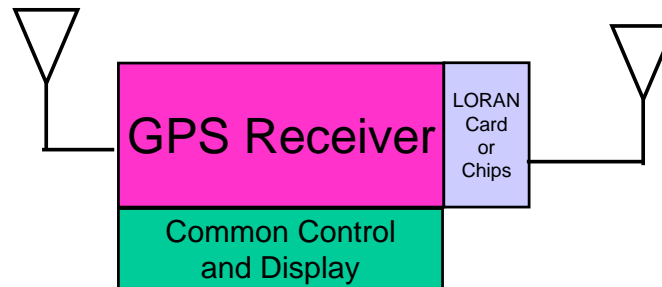 GPS Receiver
LORAN
Card
or
Chips
Common Control
and Display